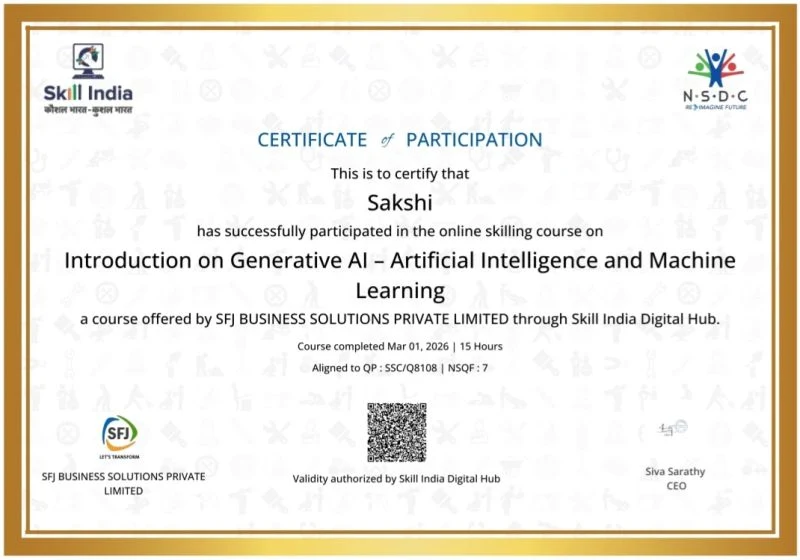 Skill India
कौशल भारत-कुशल भारत
N·S·D·C
RE IMAGINE FUTURE
CERTIFICATE of PARTICIPATION
This is to certify that
Sakshi
has successfully participated in the online skilling course on
Introduction on Generative AI – Artificial Intelligence and Machine
Learning
a course offered by SFJ BUSINESS SOLUTIONS PRIVATE LIMITED through Skill India Digital Hub.
Course completed Mar 01, 2026 | 15 Hours
Aligned to QP : SSC/Q8108 | NSQF : 7
SFJ
LET'S TRANSFORM
SFJ BUSINESS SOLUTIONS PRIVATE
LIMITED
Validity authorized by Skill India Digital Hub
Siva Sarathy
CEO